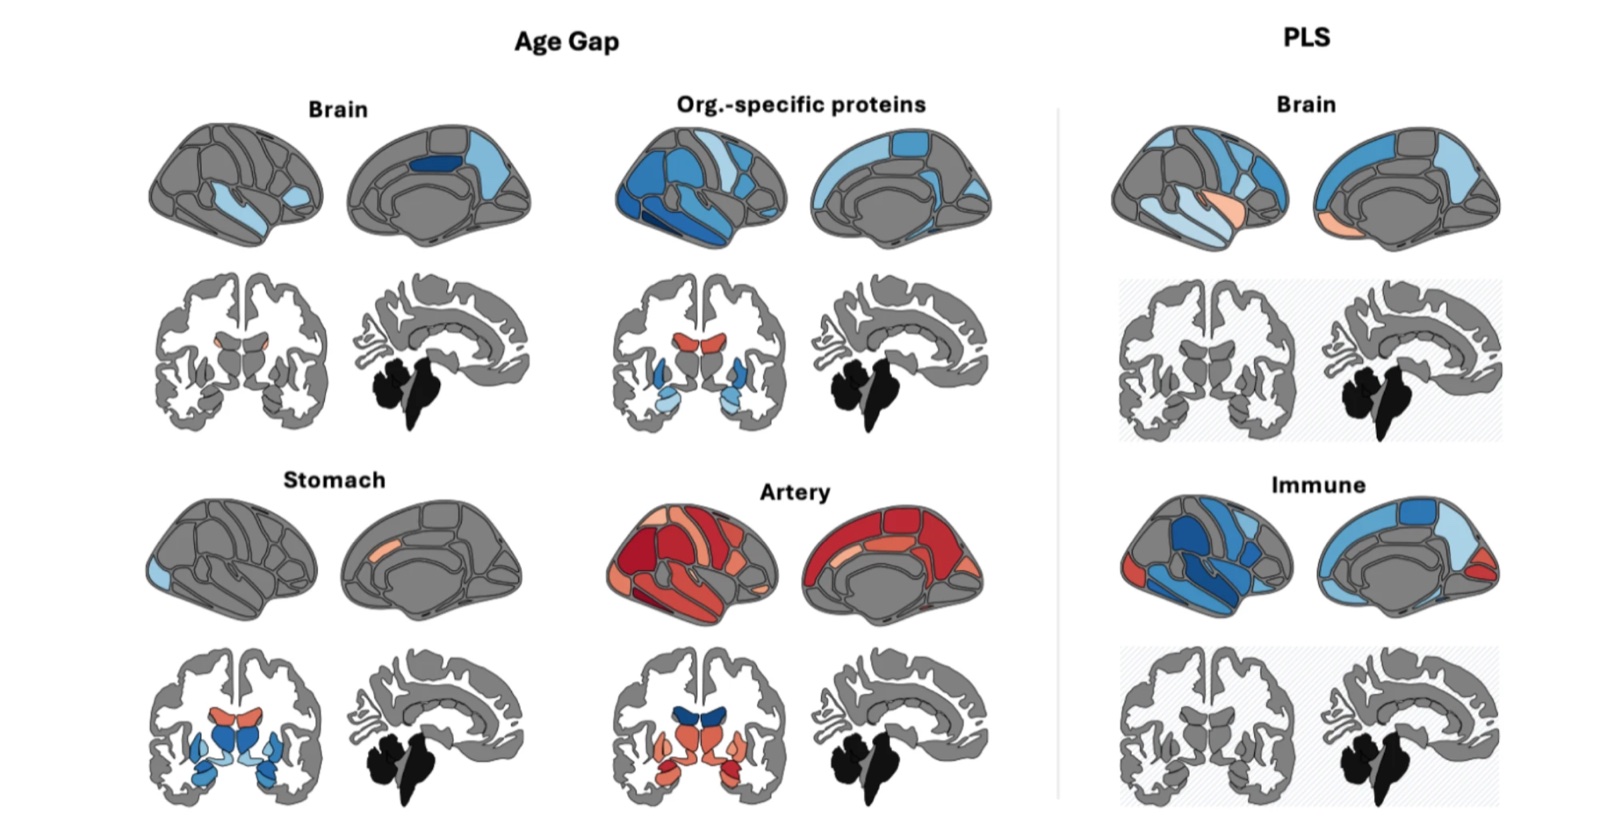 Age Gap
PLS
Brain
Org.-specific proteins
Brain
Stomach
Artery
Immune